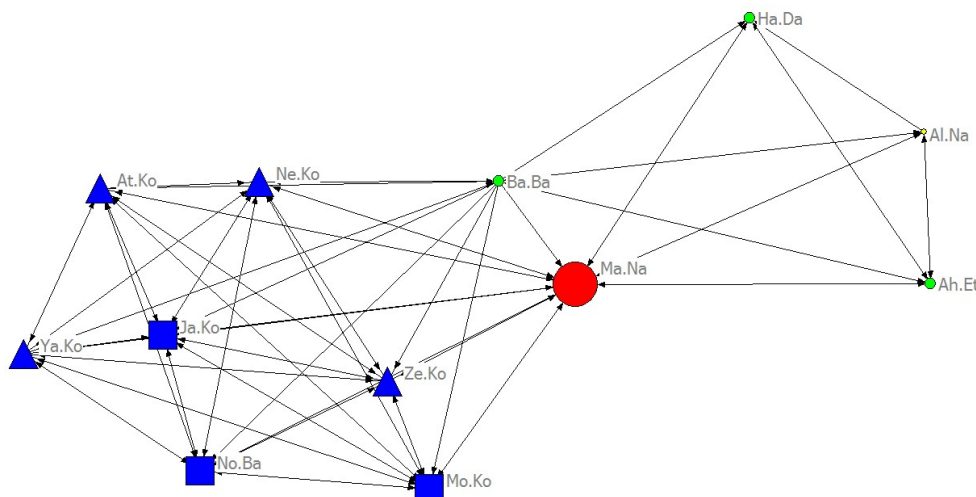 Ha.Da
Al.Na
At.Ko
Ne.Ko
Ba.Ba
Ma.Na
Ah.Et
Ja.Ko
Ya.Ko
Ze.Ko
No.Ba
Mo.Ko